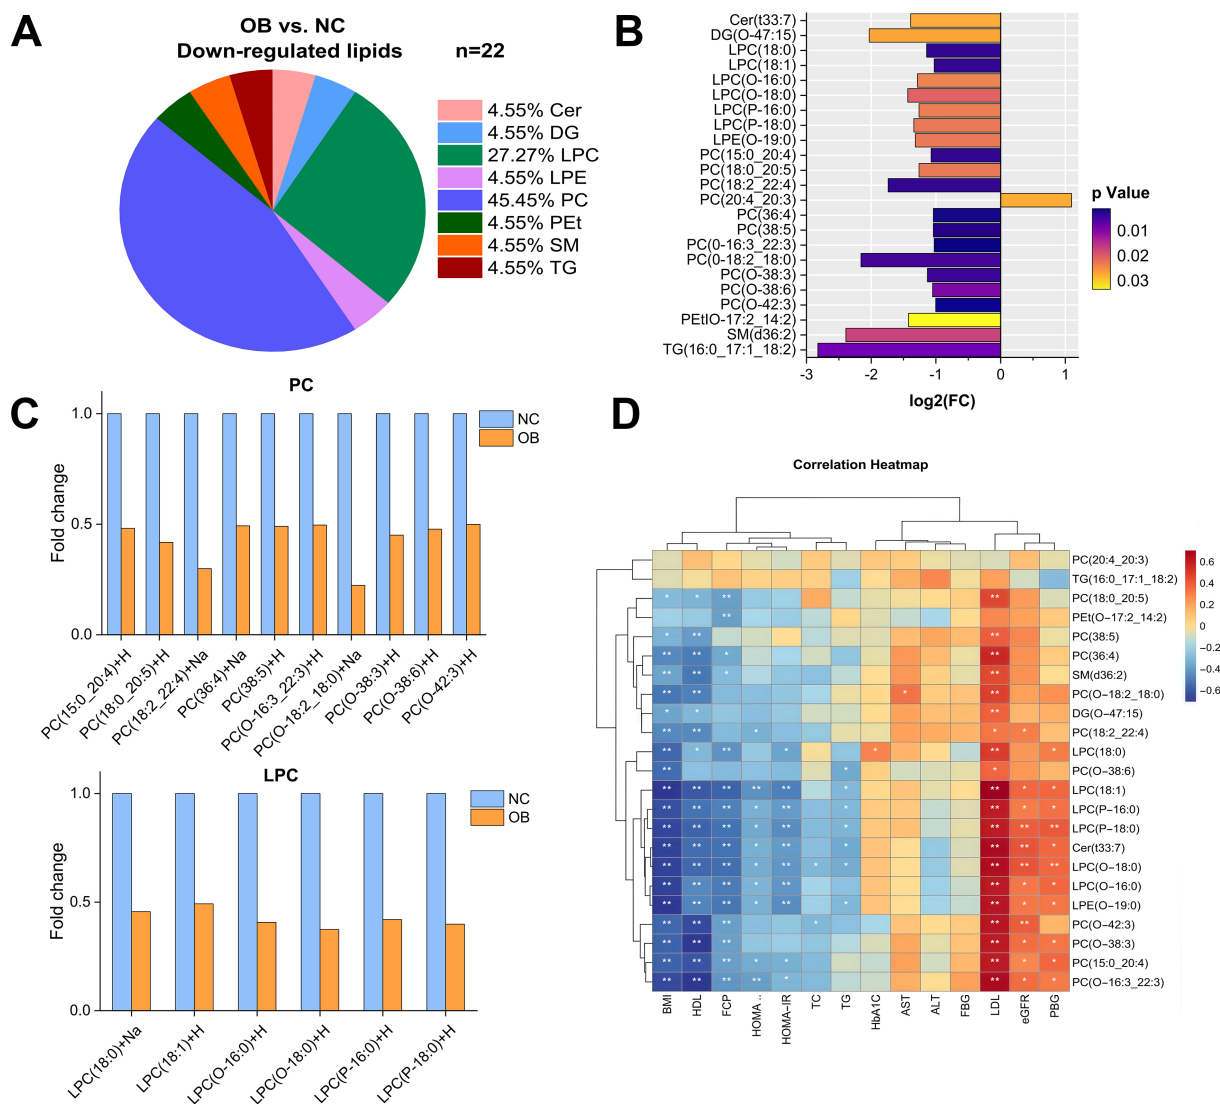 A
OB vs. NC
Down-regulated lipids
n=22
4.55% Cer
4.55% DG
27.27% LPC
4.55% LPE
45.45% PC
4.55% PEt
4.55% SM
4.55% TG
B
Cer(t33:7)
DG(O-47:15)
LPC(18:0)
LPC(18:1)
LPC(O-16:0)
LPC(O-18:0)
LPC(P-16:0)
LPC(P-18:0)
LPE(O-19:0)
PC(15:0_20:4)
PC(18:0_20:5)
PC(18:2_22:4)
PC(20:4_20:3)
PC(36:4)
PC(38:5)
PC(0-16:3_22:3)
PC(0-18:2_18:0)
PC(O-38:3)
PC(O-38:6)
PC(O-42:3)
PEtIO-17:2_14:2)
SM(d36:2)
TG(16:0_17:1_18:2)
-3 -2 -1 0 1
log2(FC)
p Value
0.01
0.02
0.03
C
PC
Fold change
1.0
0.5
0.0
NC
OB
PC(15:0_20:4)+H
PC(18:0_20:5)+H
PC(18:2_22:4)+Na
PC(36:4)+Na
PC(38:5)+H
PC(O-16:3_22:3)+H
PC(O-18:2_18:0)+Na
PC(O-38:3)+H
PC(O-38:6)+H
PC(O-42:3)+H
LPC
Fold change
1.0
0.5
0.0
NC
OB
LPC(18:0)+Na
LPC(18:1)+H
LPC(O-16:0)+H
LPC(O-18:0)+H
LPC(P-16:0)+H
LPC(P-18:0)+H
D
Correlation Heatmap
PC(20:4_20:3)
TG(16:0_17:1_18:2)
* * ** ** PC(18:0_20:5)
** PEt(O−17:2_14:2)
* ** ** PC(38:5)
** ** * ** PC(36:4)
** ** * ** SM(d36:2)
** ** * ** PC(O−18:2_18:0)
* * ** DG(O−47:15)
** ** * * * PC(18:2_22:4)
** * ** * * ** * LPC(18:0)
** * * PC(O−38:6)
** ** ** ** ** * ** * * LPC(18:1)
** ** ** * ** * ** * * LPC(P−16:0)
** ** ** * ** * ** ** ** LPC(P−18:0)
** ** ** * ** * ** ** * Cer(t33:7)
** ** ** * ** * * ** ** ** LPC(O−18:0)
** ** ** * ** ** * * LPC(O−16:0)
** ** ** * ** * ** * * LPE(O−19:0)
** ** ** * ** ** PC(O−42:3)
** ** ** ** * * PC(O−38:3)
** ** ** * * ** * * PC(15:0_20:4)
** ** ** ** * ** * * PC(O−16:3_22:3)
BMI
HDL
FCP
HOMA ..
HOMA−IR
TC
TG
HbA1C
AST
ALT
FBG
LDL
eGFR
PBG
0.6
0.4
0.2
0
−0.2
−0.4
−0.6